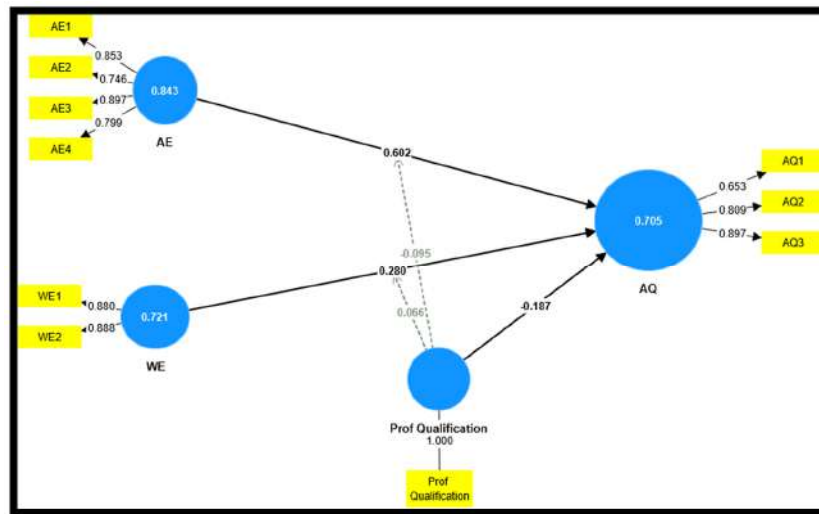 AE1
0.853
AE2
0.746
AE3
0.897
AE4
0.799
0.843
AE
0.602
AQ1
0.653
AQ2
0.809
AQ3
0.897
0.705
AQ
-0.095
0.280
0.066
-0.187
WE1
0.880
WE2
0.888
0.721
WE
Prof Qualification
1.000
Prof
Qualification